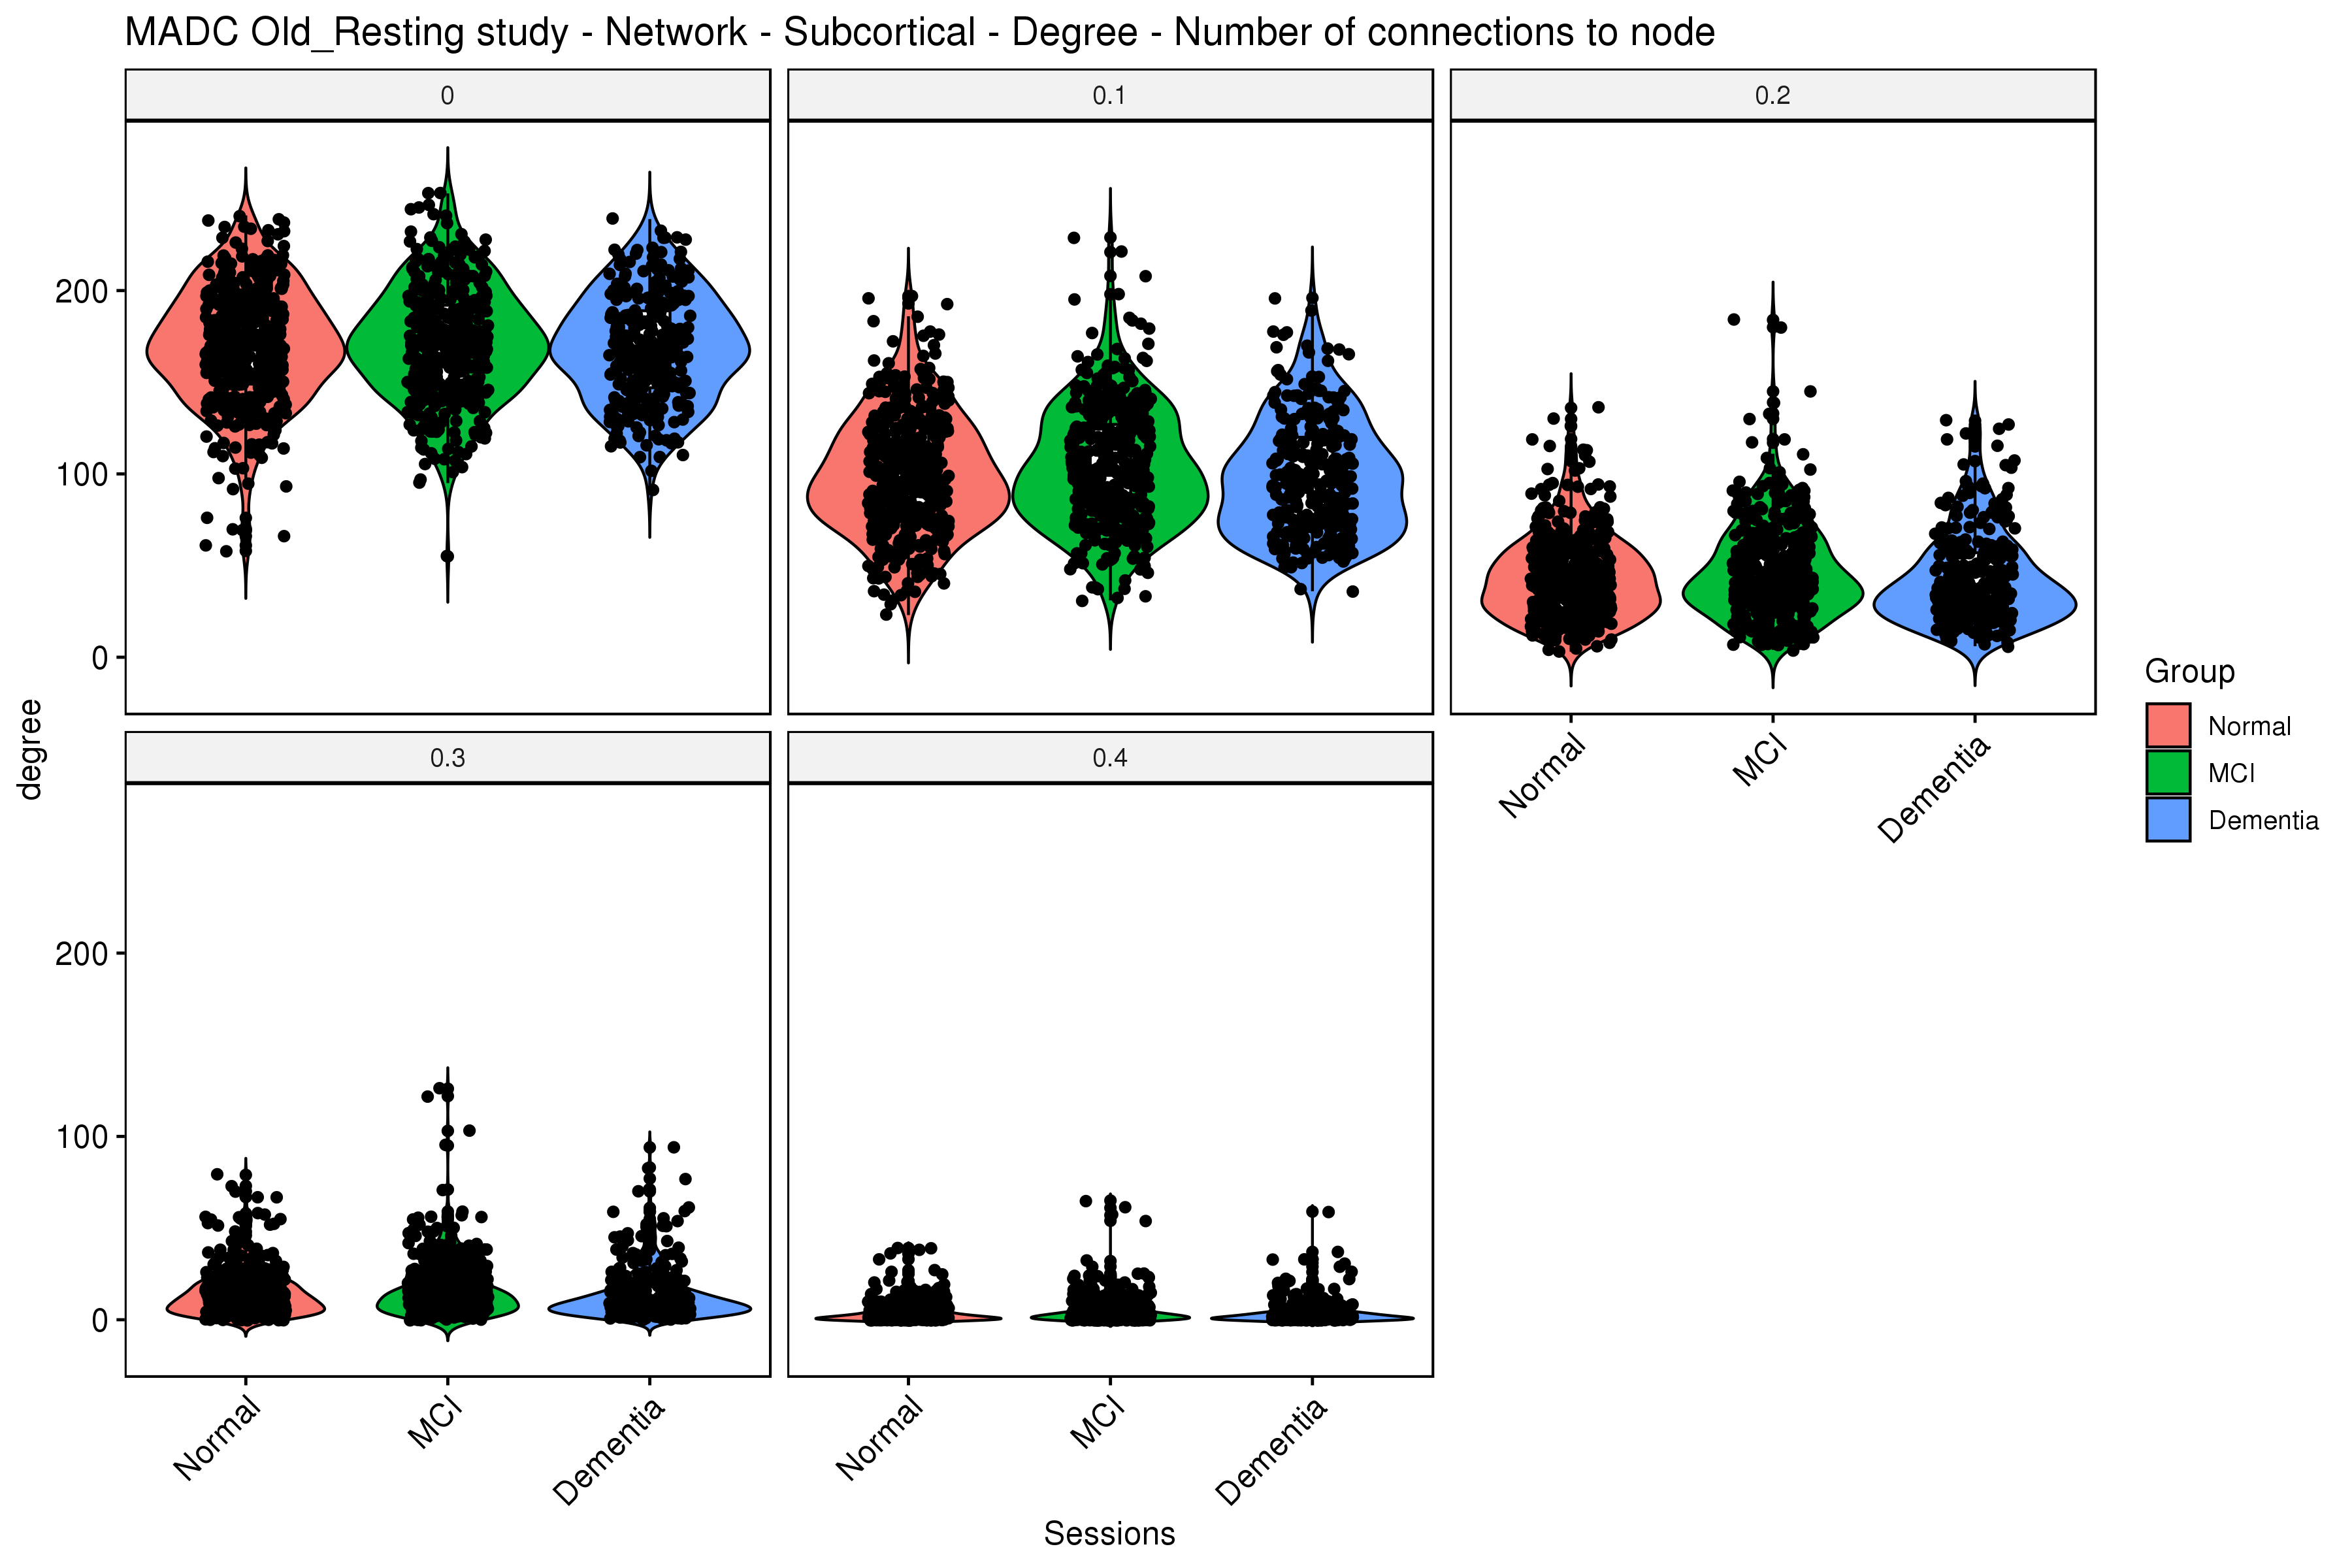 MADC Old_Resting study - Network - Subcortical - Degree - Number of connections to node
0
0.1
0.2
200
100
0
degree
Normal
MCI
Dementia
Group
Normal
MCI
Dementia
0.3
0.4
200
100
0
Normal
MCI
Dementia
Normal
MCI
Dementia
Sessions